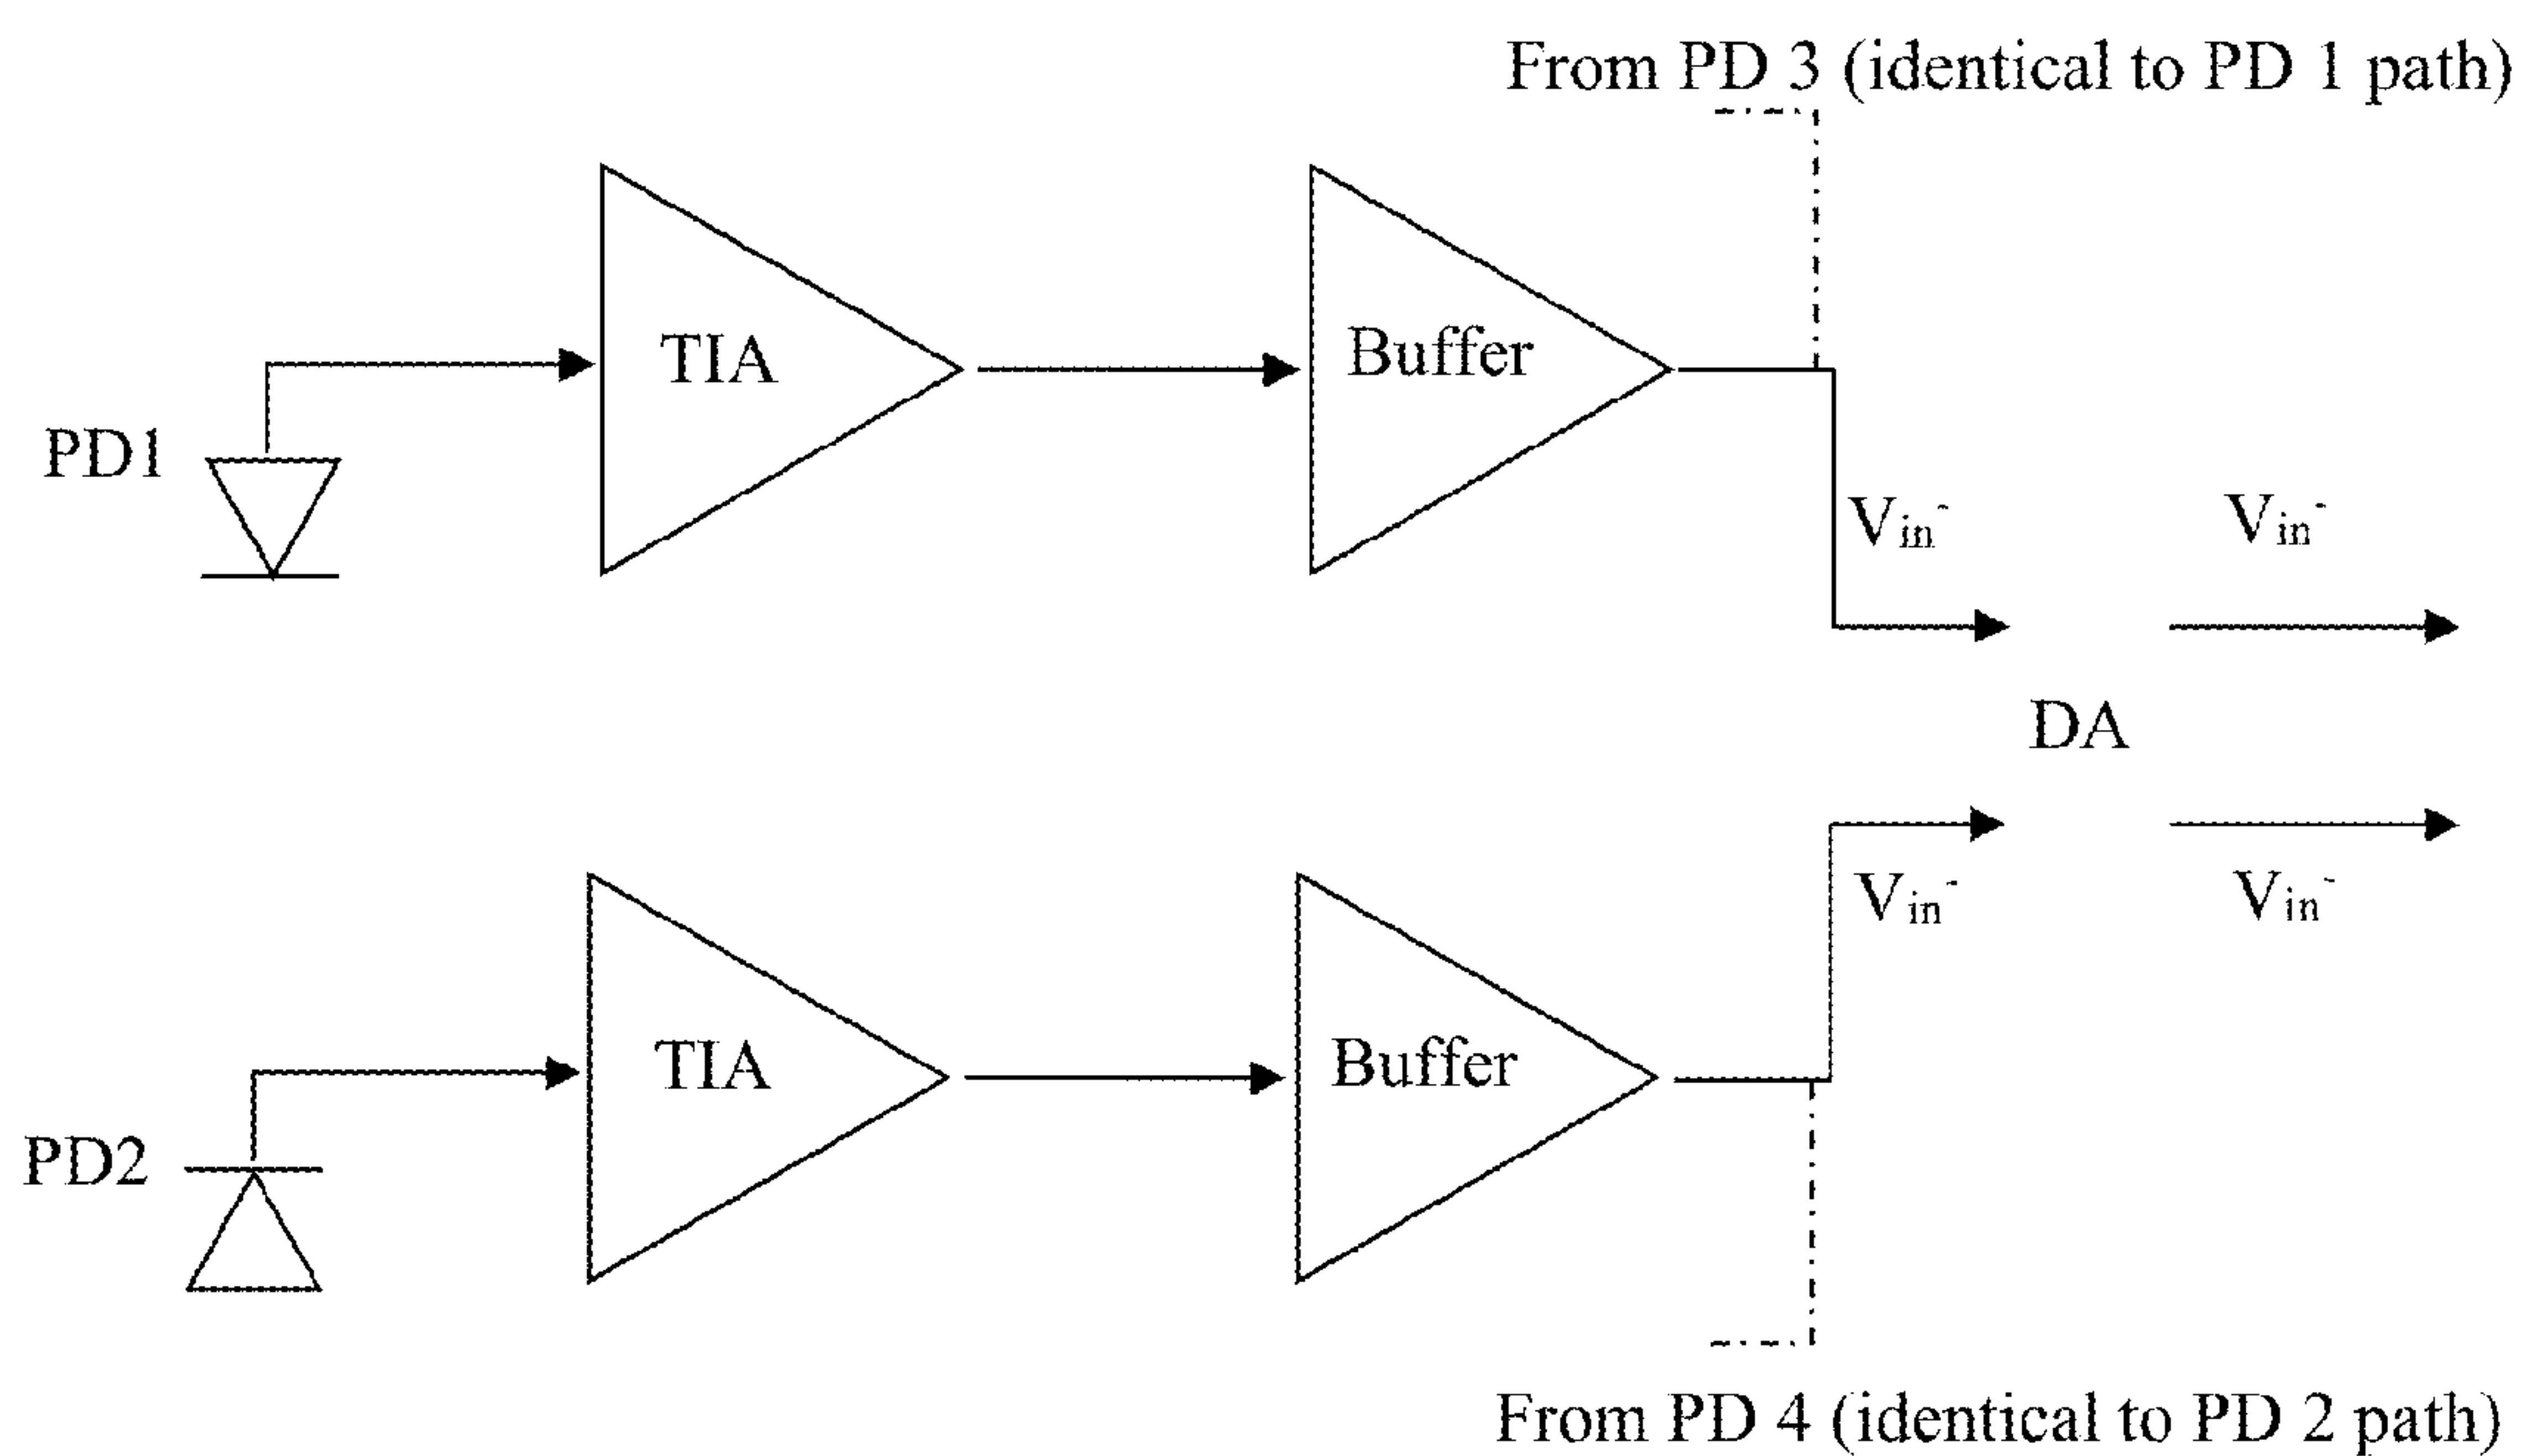 From PD 3 (identical to PD 1 path)
TIA
Buffer
PD1
Vin-
Vin-
DA
Vin-
Vin-
TIA
Buffer
PD2
From PD 4 (identical to PD 2 path)